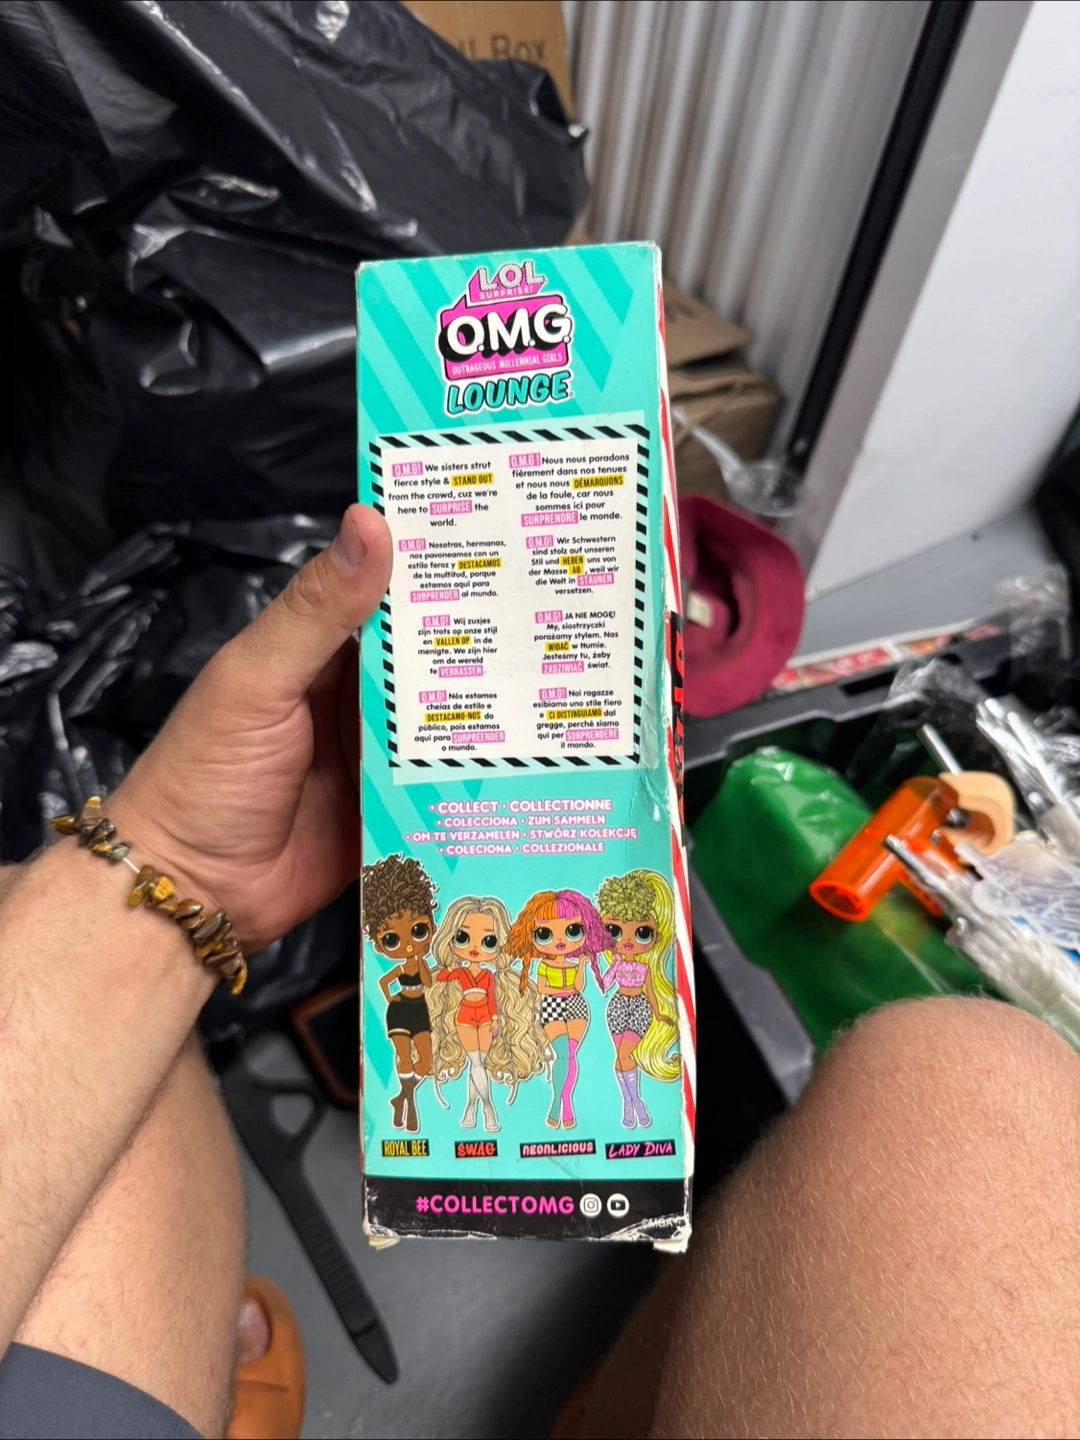 Box
L.O.L.
SURPRISE!
O.M.G.
OUTRAGEOUS MILLENNIAL GIRLS
LOUNGE
O.M.G! We sisters strut
fierce style & STAND OUT
from the crowd, cuz we're
here to SURPRISE the
world.
O.M.G! Nous nous paradons
fièrement dans nos tenues
et nous nous DÉMARQUONS
de la foule, car nous
sommes ici pour
SURPRENDRE le monde.
O.M.G! Nosotras, hermanas,
nos pavoneamos con un
estilo feroz y DESTACAMOS
de la multitud, porque
estamos aquí para
SORPRENDER al mundo.
O.M.G! Wir Schwestern
sind stolz auf unseren
Stil und HEBEN uns von
der Masse AB, weil wir
die Welt in STAUNEN
versetzen.
O.M.G! Wij zusjes
zijn trots op onze stijl
en VALLEN OP in de
menigte. We zijn hier
om de wereld
te VERRASSEN.
O.M.G! JA NIE MOGĘ!
My, siostrzyczki
porażamy stylem. Nas
WIDAĆ w tłumie.
Jesteśmy tu, żeby
ZADZIWIAĆ świat.
O.M.G! Nós estamos
cheias de estilo e
DESTACAMO-NOS do
público, pois estamos
aqui para SURPREENDER
o mundo.
O.M.G! Noi ragazze
esibiamo uno stile fiero
e CI DISTINGUIAMO dal
gregge, perché siamo
qui per SORPRENDERE
il mondo.
• COLLECT • COLLECTIONNE
• COLECCIONA • ZUM SAMMELN
• OM TE VERZAMELEN • STWÓRZ KOLEKCJĘ
• COLECIONA • COLLEZIONALE
ROYAL BEE
SWAG
NEONLICIOUS
LADY DIVA
#COLLECTOMG
©MGA